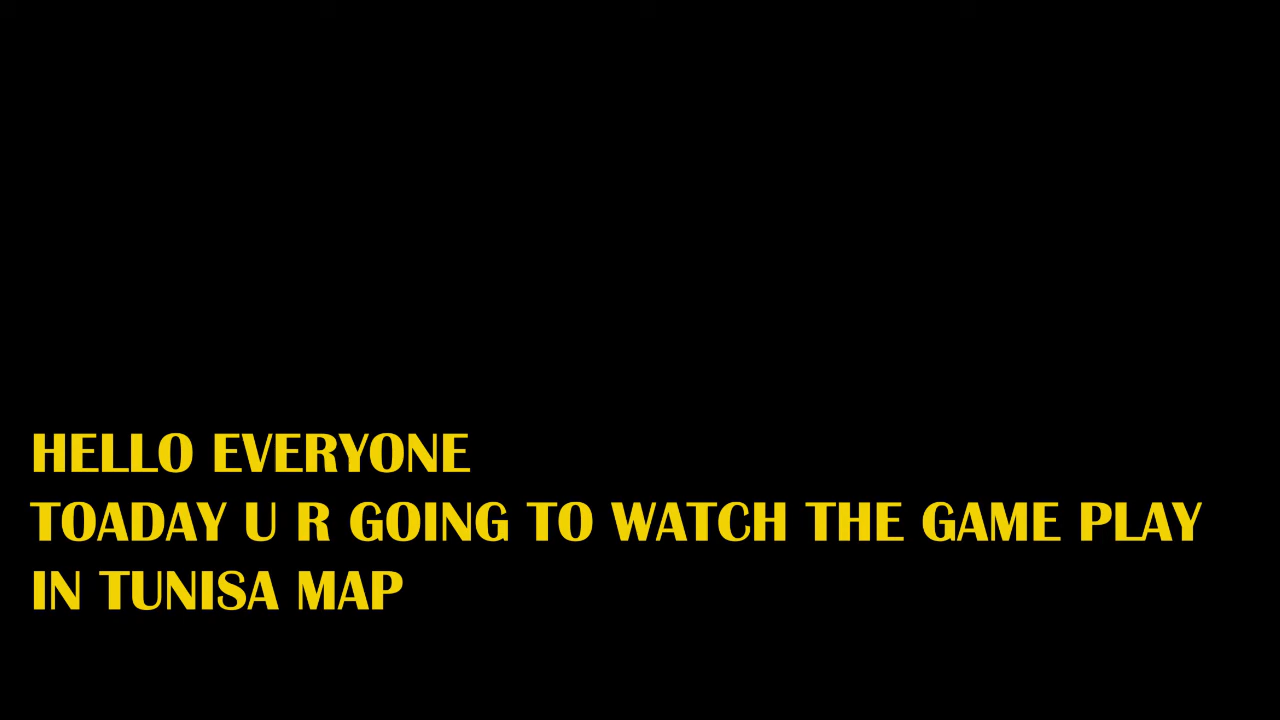 HELLO EVERYONE
TOADAY U R GOING TO WATCH THE GAME PLAY
IN TUNISA MAP